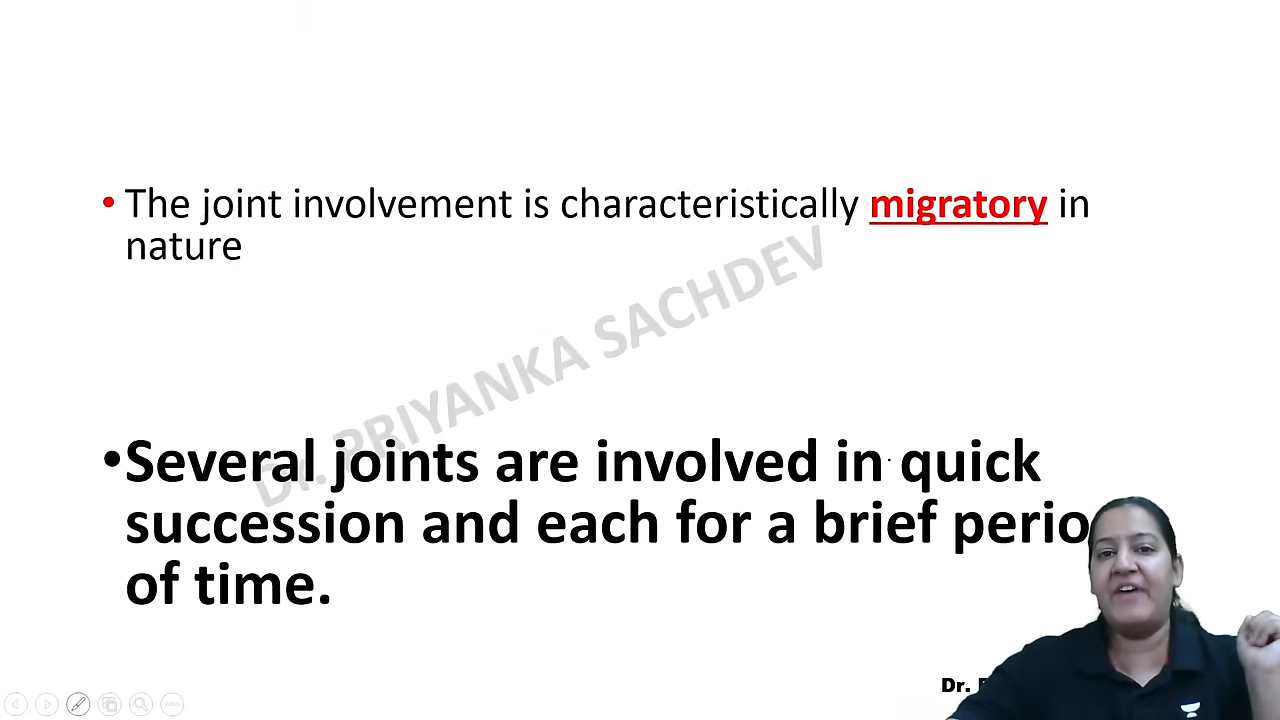 • The joint involvement is characteristically migratory in
nature
Dr. PRIYANKA SACHDEV
• Several joints are involved in quick
succession and each for a brief
of time.
Dr.